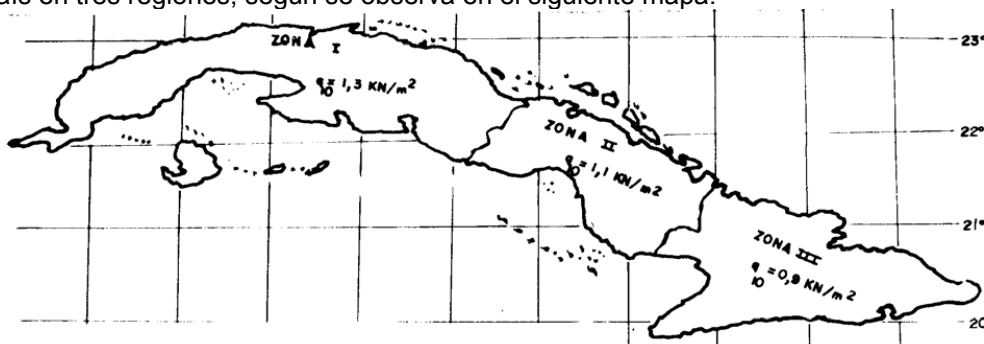 país en tres regiones, según se observa en el siguiente mapa:
ZONA I
q10 = 1,3 KN/m2
23°
ZONA II
q10 = 1,1 KN/m2
22°
21°
ZONA III
q10 = 0,9 KN/m2
20